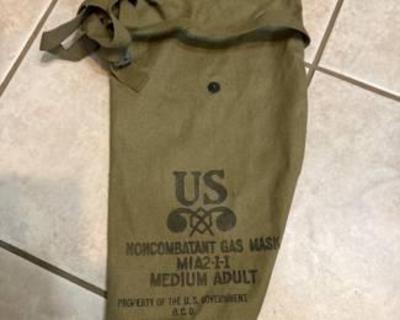 US
NONCOMBATANT GAS MASK
M1A2-1-1
MEDIUM ADULT
PROPERTY OF THE U.S. GOVERNMENT
O.C.D.